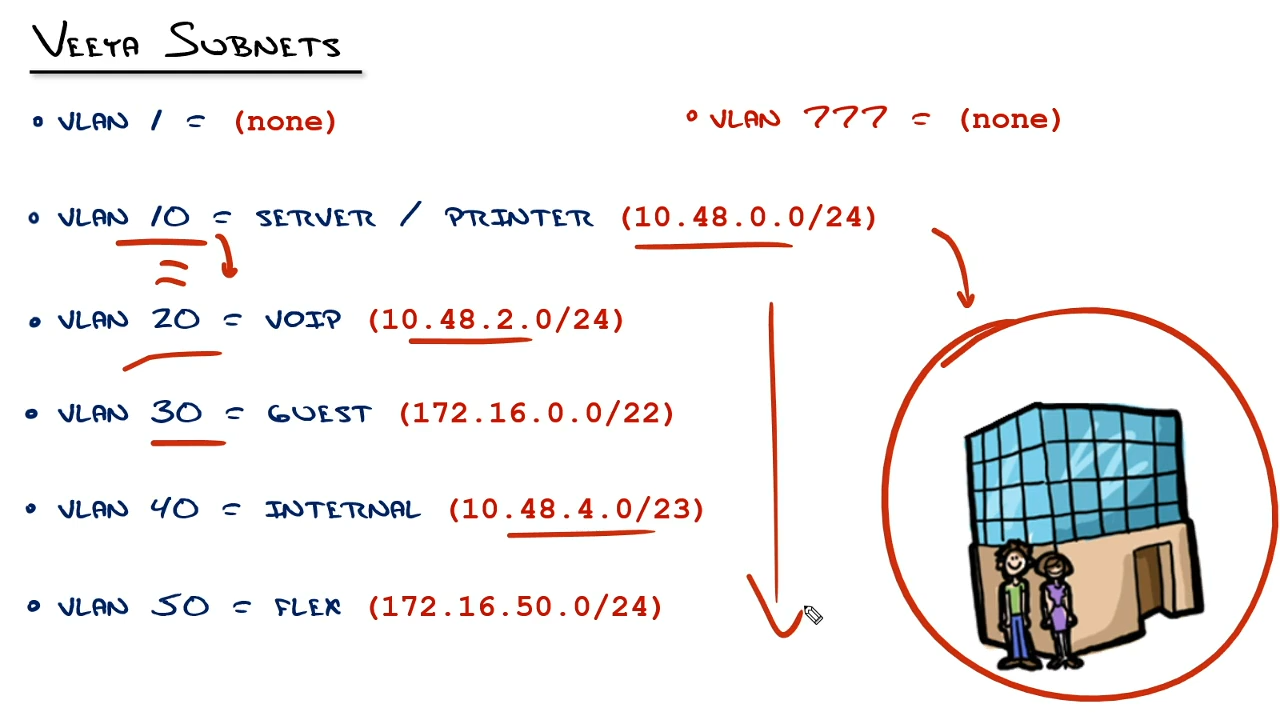 VEEYA SUBNETS
VLAN 1 = (none)
VLAN 777 = (none)
VLAN 10 = SERVER / PRINTER (10.48.0.0/24)
VLAN 20 = VOIP (10.48.2.0/24)
VLAN 30 = GUEST (172.16.0.0/22)
VLAN 40 = INTERNAL (10.48.4.0/23)
VLAN 50 = FLEX (172.16.50.0/24)